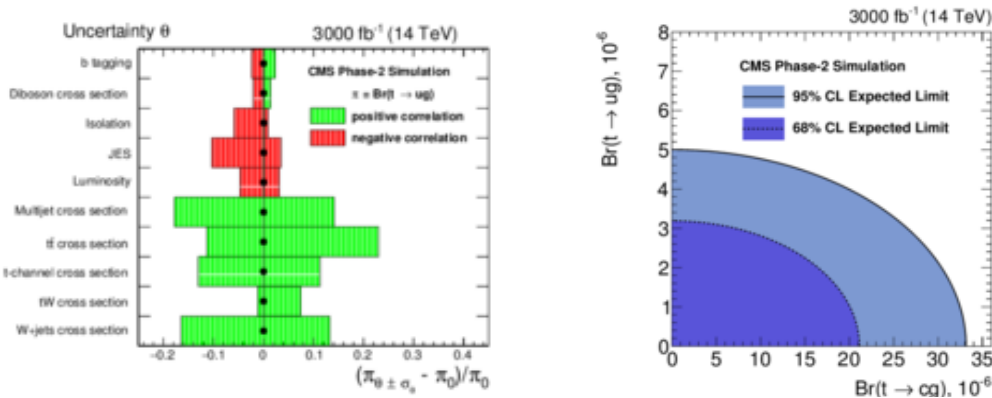 Uncertainty θ
3000 fb⁻¹ (14 TeV)
b tagging
Diboson cross section
Isolation
JES
Luminosity
Multijet cross section
tt̄ cross section
t-channel cross section
tW cross section
W+jets cross section
CMS Phase-2 Simulation
π = Br(t → ug)
positive correlation
negative correlation
-0.2 -0.1 0 0.1 0.2 0.3 0.4
(π_θ ± σ_θ - π₀)/π₀
3000 fb⁻¹ (14 TeV)
Br(t → ug), 10⁻⁶
8
7
6
5
4
3
2
1
0
CMS Phase-2 Simulation
95% CL Expected Limit
68% CL Expected Limit
0 5 10 15 20 25 30 35
Br(t → cg), 10⁻⁶